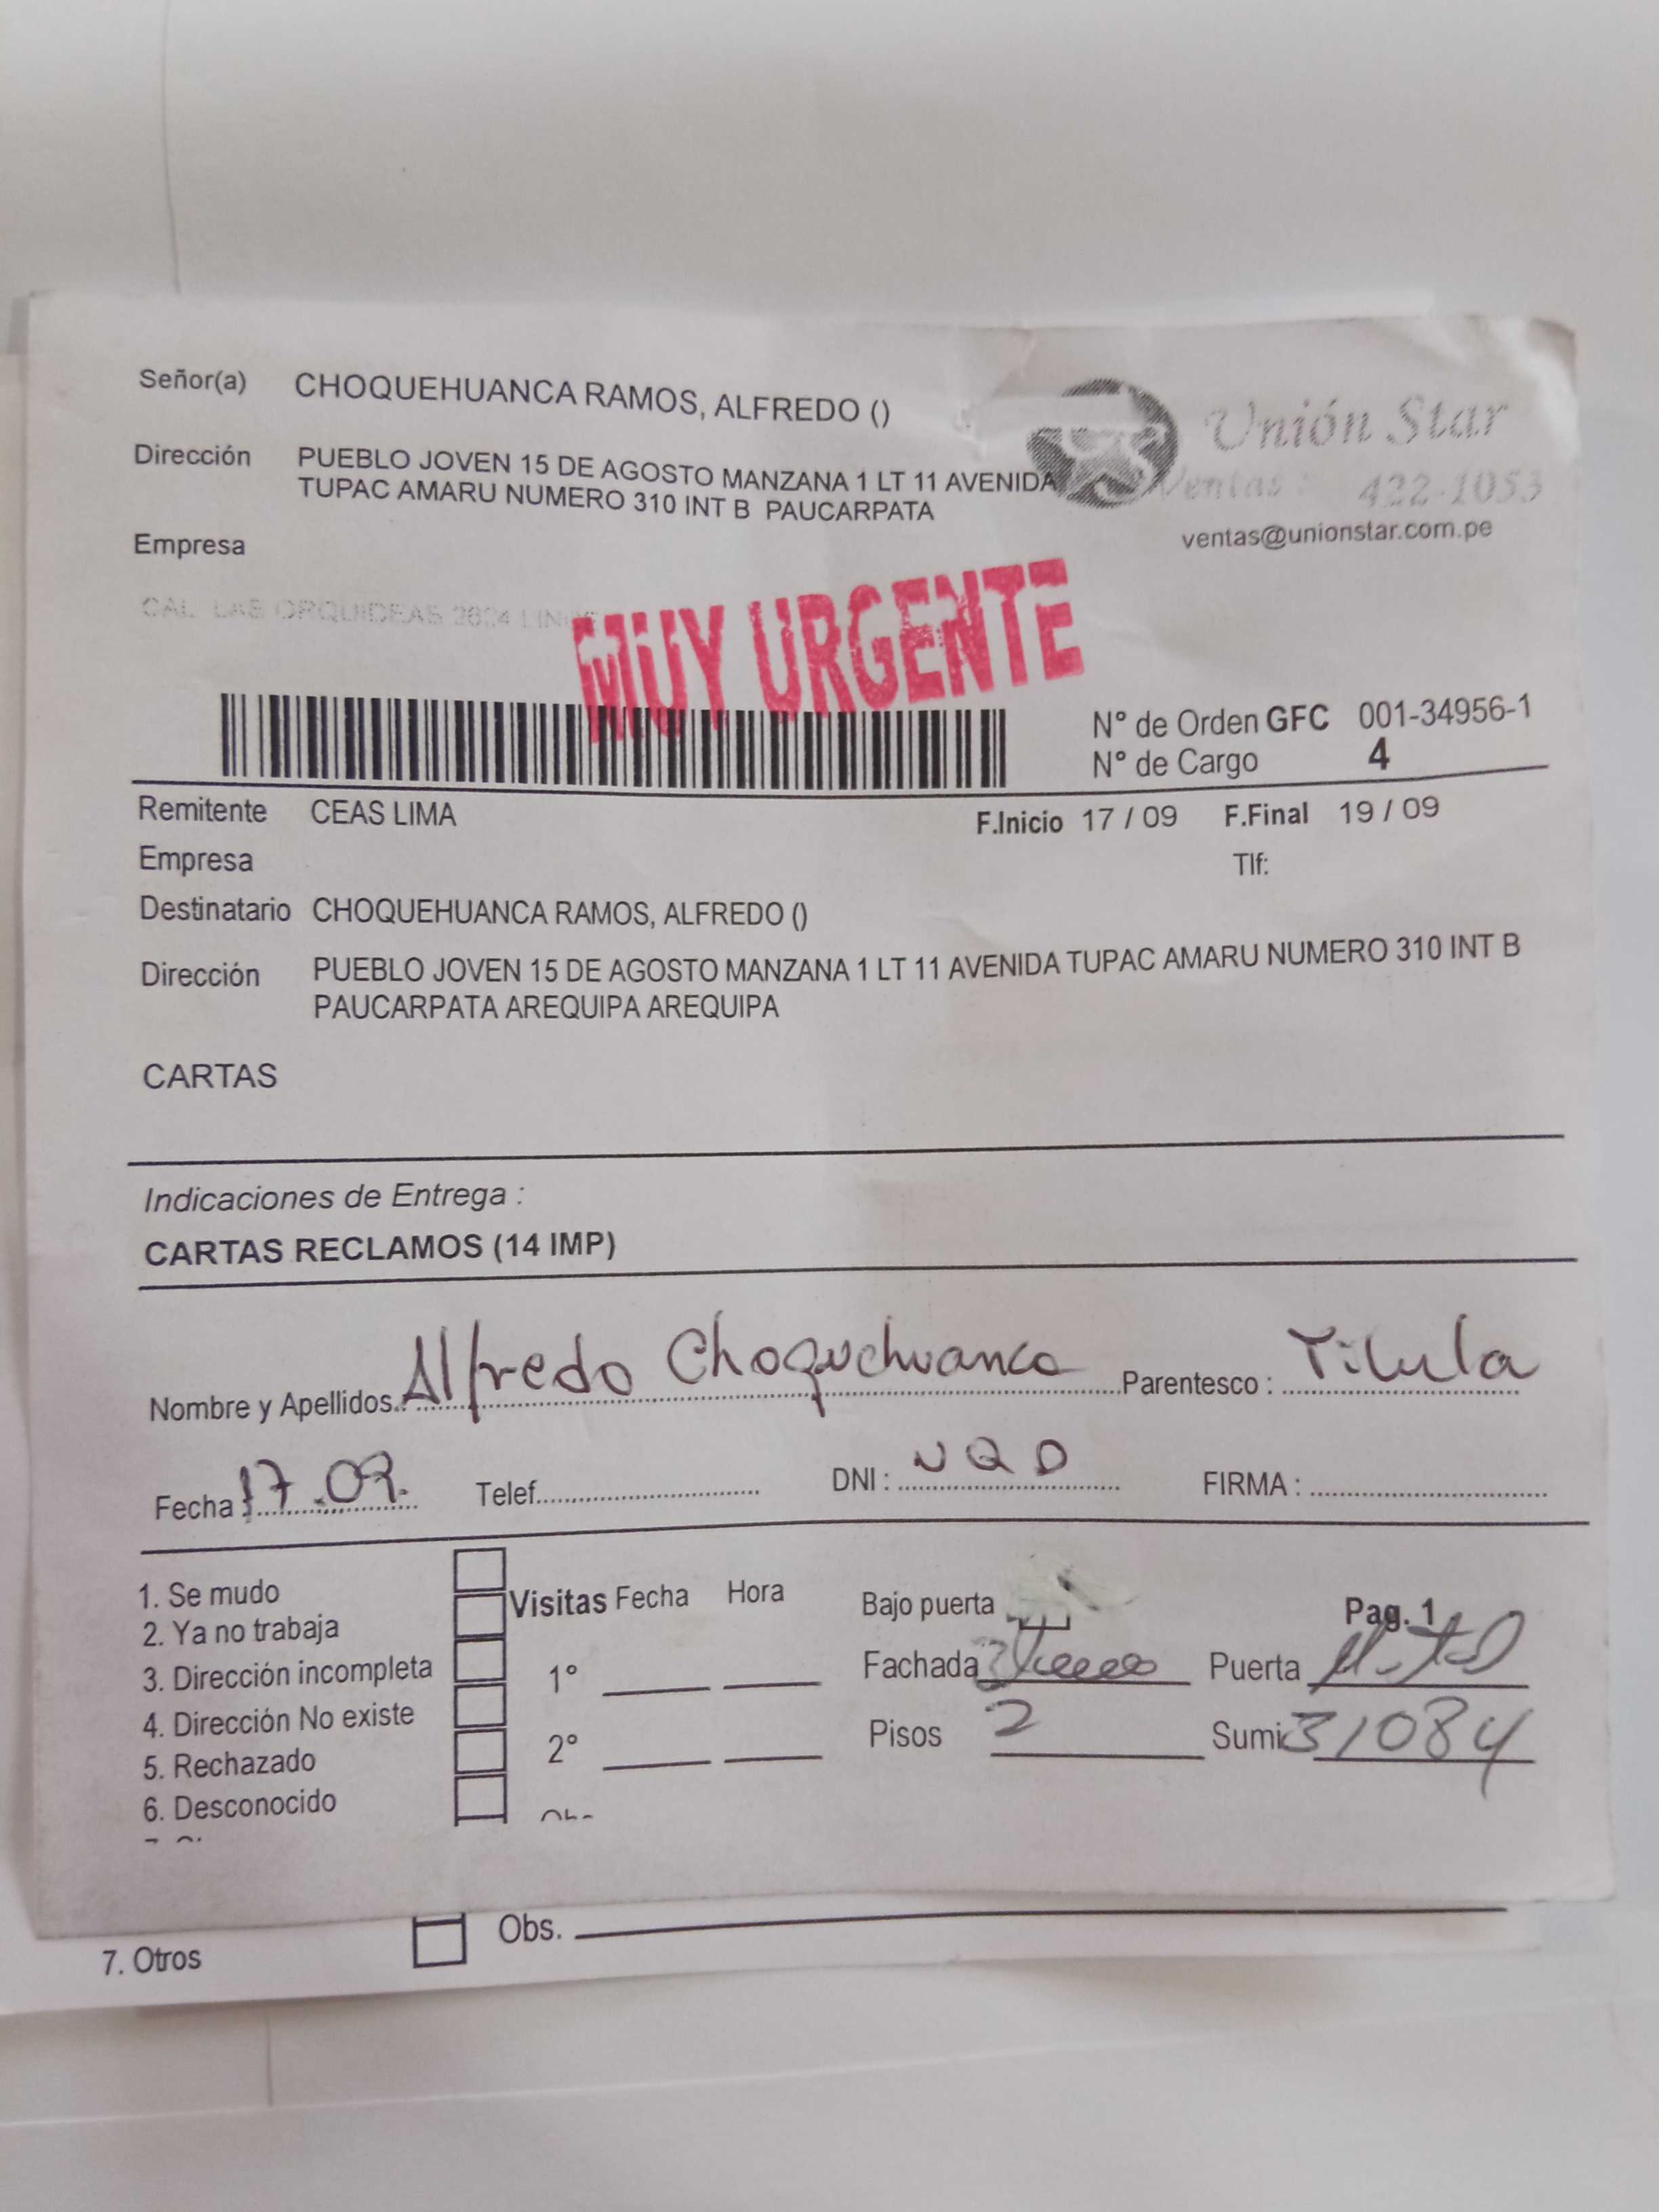 Señor(a) CHOQUEHUANCA RAMOS, ALFREDO ()
Unión Star
Dirección PUEBLO JOVEN 15 DE AGOSTO MANZANA 1 LT 11 AVENIDA
TUPAC AMARU NUMERO 310 INT B PAUCARPATA
Ventas : 422-1053
ventas@unionstar.com.pe
Empresa
CAL. LAS ORQUIDEAS
MUY URGENTE
N° de Orden GFC 001-34956-1
N° de Cargo 4
Remitente CEAS LIMA
F.Inicio 17 / 09 F.Final 19 / 09
Empresa
Tlf:
Destinatario CHOQUEHUANCA RAMOS, ALFREDO ()
Dirección PUEBLO JOVEN 15 DE AGOSTO MANZANA 1 LT 11 AVENIDA TUPAC AMARU NUMERO 310 INT B
PAUCARPATA AREQUIPA AREQUIPA
CARTAS
Indicaciones de Entrega :
CARTAS RECLAMOS (14 IMP)
Nombre y Apellidos.: Alfredo Choquehuanca Parentesco :
Fecha : 17.09. Telef. DNI : NQD FIRMA :
1. Se mudo
2. Ya no trabaja
3. Dirección incompleta
4. Dirección No existe
5. Rechazado
6. Desconocido
Visitas Fecha Hora
1°
2°
Bajo puerta
Pag. 1
Fachada Puerta
Pisos 2 Sumi 31084
7. Otros
Obs.